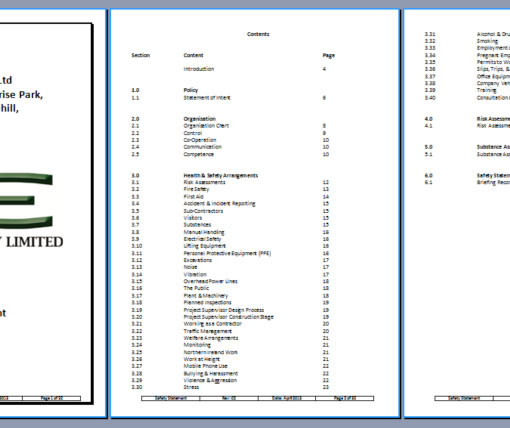 Ltd
rise Park,
hill,
E
Y LIMITED
nt
2013 Page 1 of 32
Contents
Section Content Page
Introduction 4
1.0 Policy
1.1 Statement of Intent 6
2.0 Organisation
2.1 Organisation Chart 8
2.2 Control 9
2.3 Co-Operation 10
2.4 Communication 10
2.5 Competence 10
3.0 Health & Safety Arrangements
3.1 Risk Assessments 12
3.2 Fire Safety 13
3.3 First Aid 14
3.4 Accident & Incident Reporting 15
3.5 Sub-Contractors 15
3.6 Visitors 15
3.7 Substances 15
3.8 Manual Handling 16
3.9 Electrical Safety 16
3.10 Lifting Equipment 16
3.11 Personal Protective Equipment (PPE) 16
3.12 Excavations 17
3.13 Noise 17
3.14 Vibration 17
3.15 Overhead Power Lines 18
3.16 The Public 18
3.17 Plant & Machinery 18
3.18 Planned Inspections 19
3.19 Project Supervisor Design Process 19
3.20 Project Supervisor Construction Stage 19
3.21 Working as a Contractor 20
3.22 Traffic Management 20
3.23 Welfare Arrangements 21
3.24 Monitoring 21
3.25 Northern Ireland Work 21
3.26 Work at Height 21
3.27 Mobile Phone Use 22
3.28 Bullying & Harassment 22
3.29 Violence & Aggression 22
3.30 Stress 23
Safety Statement Rev: 02 Date: April 2013 Page 2 of 32
3.31 Alcohol & Dru
3.32 Smoking
3.33 Employment
3.34 Pregnant Emp
3.35 Permits to Wo
3.36 Slips, Trips, &
3.37 Office Equipm
3.38 Company Veh
3.39 Training
3.40 Consultation
4.0 Risk Assessm
4.1 Risk Assessme
5.0 Substance As
5.1 Substance Ass
6.0 Safety Statem
6.1 Briefing Recor
Safety Statement